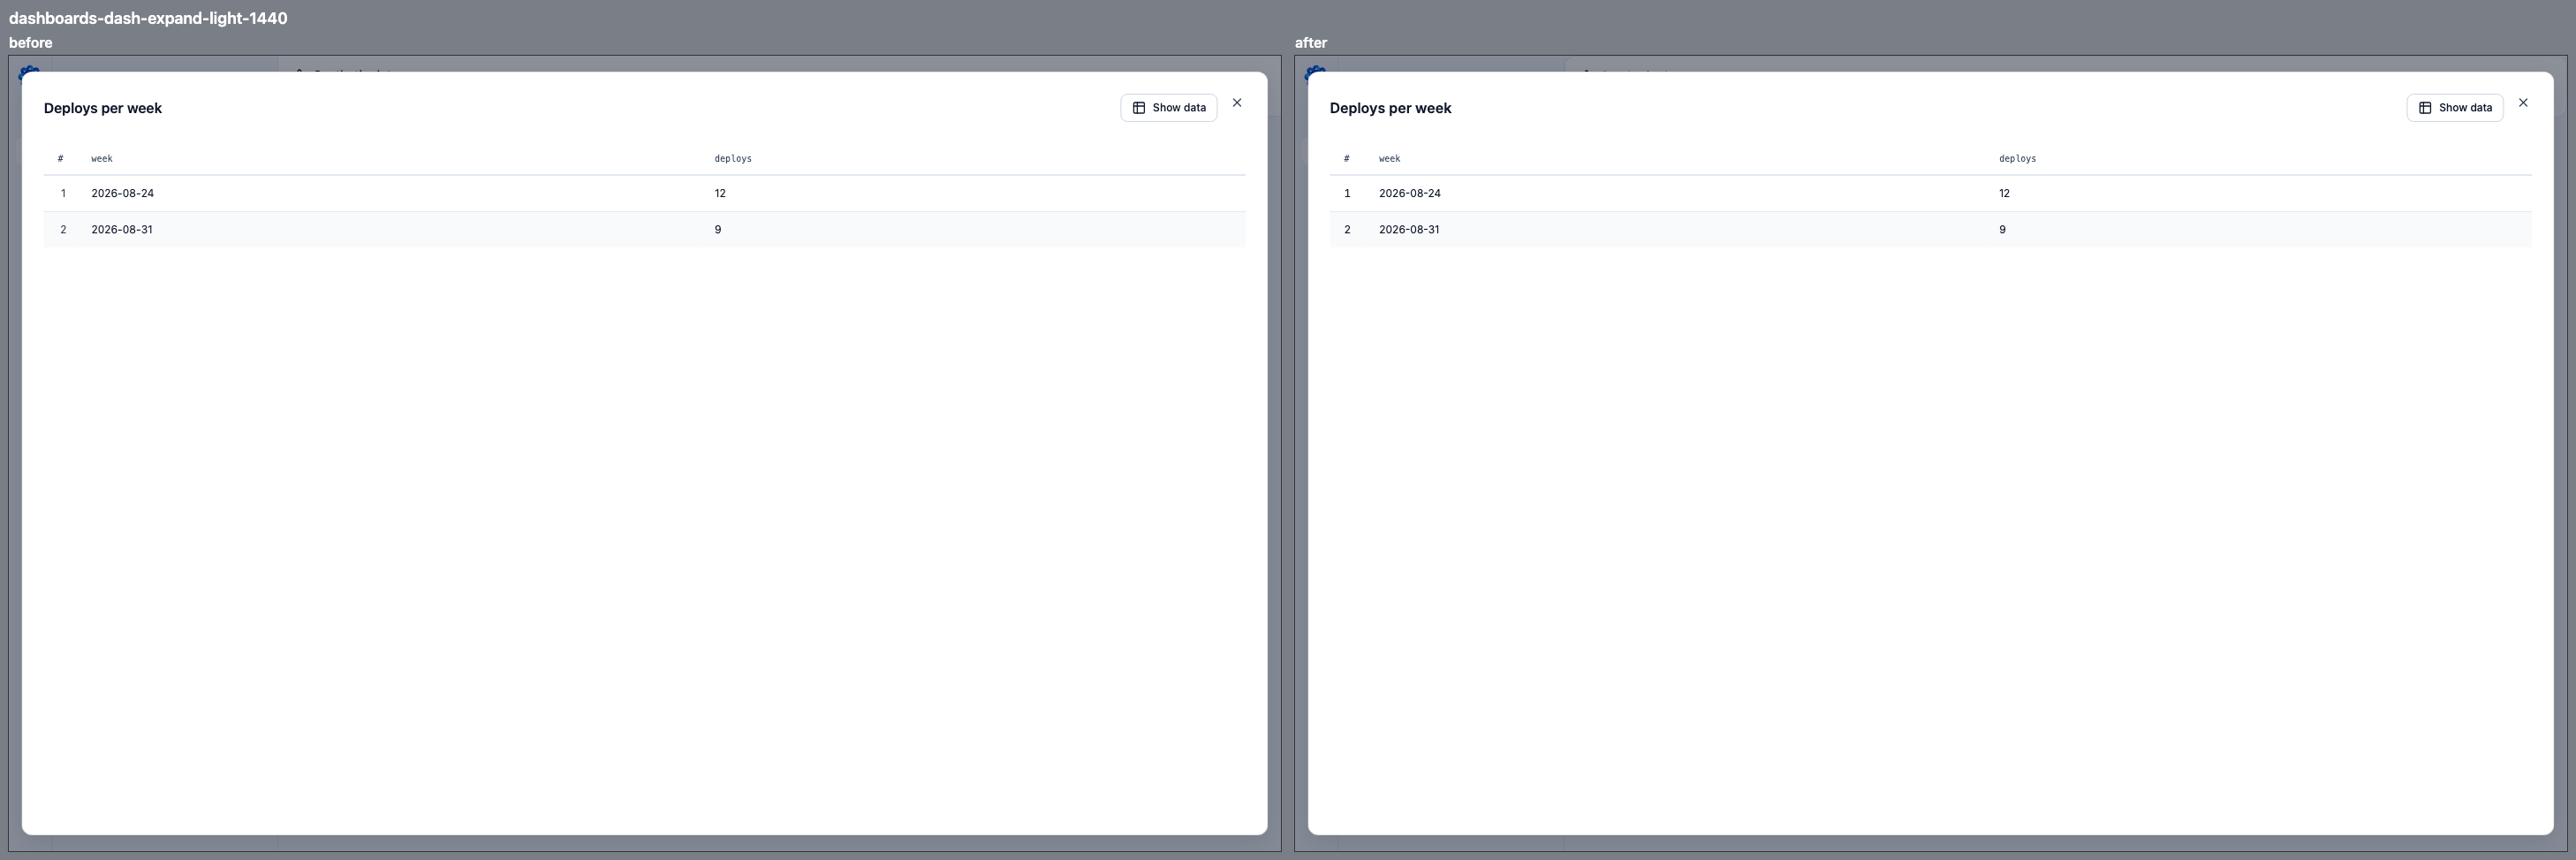 dashboards-dash-expand-light-1440
before
Deploys per week
Show data
# week deploys
1 2026-08-24 12
2 2026-08-31 9
after
Deploys per week
Show data
# week deploys
1 2026-08-24 12
2 2026-08-31 9